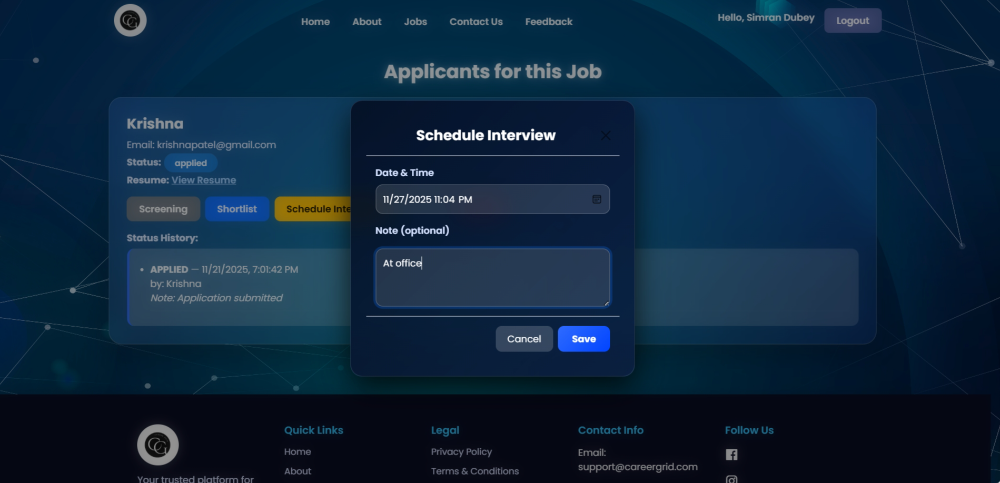 Home About Jobs Contact Us Feedback
Hello, Simran Dubey
Logout
Applicants for this Job
Krishna
Email: krishnapatel@gmail.com
Status: applied
Resume: View Resume
Screening Shortlist Schedule Inte
Status History:
• APPLIED — 11/21/2025, 7:01:42 PM
by: Krishna
Note: Application submitted
Schedule Interview
Date & Time
11/27/2025 11:04 PM
Note (optional)
At office
Cancel Save
Your trusted platform for
Quick Links
Home
About
Legal
Privacy Policy
Terms & Conditions
Contact Info
Email:
support@careergrid.com
Follow Us